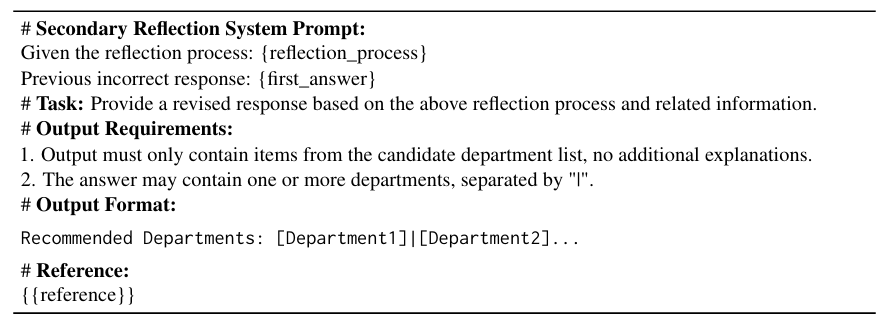 # Secondary Reflection System Prompt:
Given the reflection process: {reflection_process}
Previous incorrect response: {first_answer}
# Task: Provide a revised response based on the above reflection process and related information.
# Output Requirements:
1. Output must only contain items from the candidate department list, no additional explanations.
2. The answer may contain one or more departments, separated by "|".
# Output Format:
Recommended Departments: [Department1]|[Department2]...
# Reference:
{{reference}}